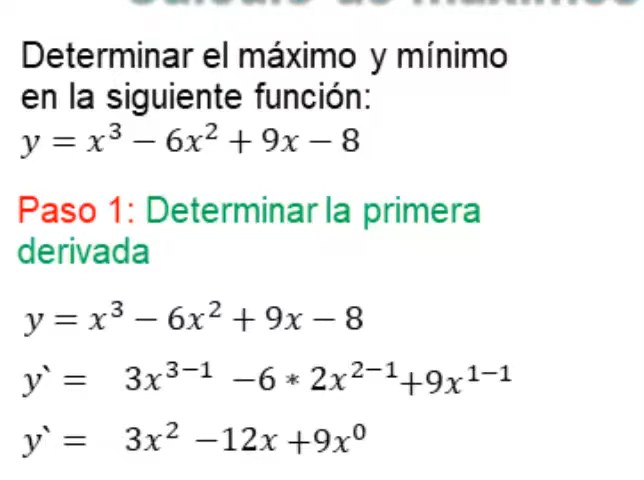 Determinar el máximo y mínimo
en la siguiente función:
y = x³ − 6x² + 9x − 8
Paso 1: Determinar la primera
derivada
y = x³ − 6x² + 9x − 8
y` = 3x³⁻¹ −6 * 2x²⁻¹+9x¹⁻¹
y` = 3x² −12x +9x⁰